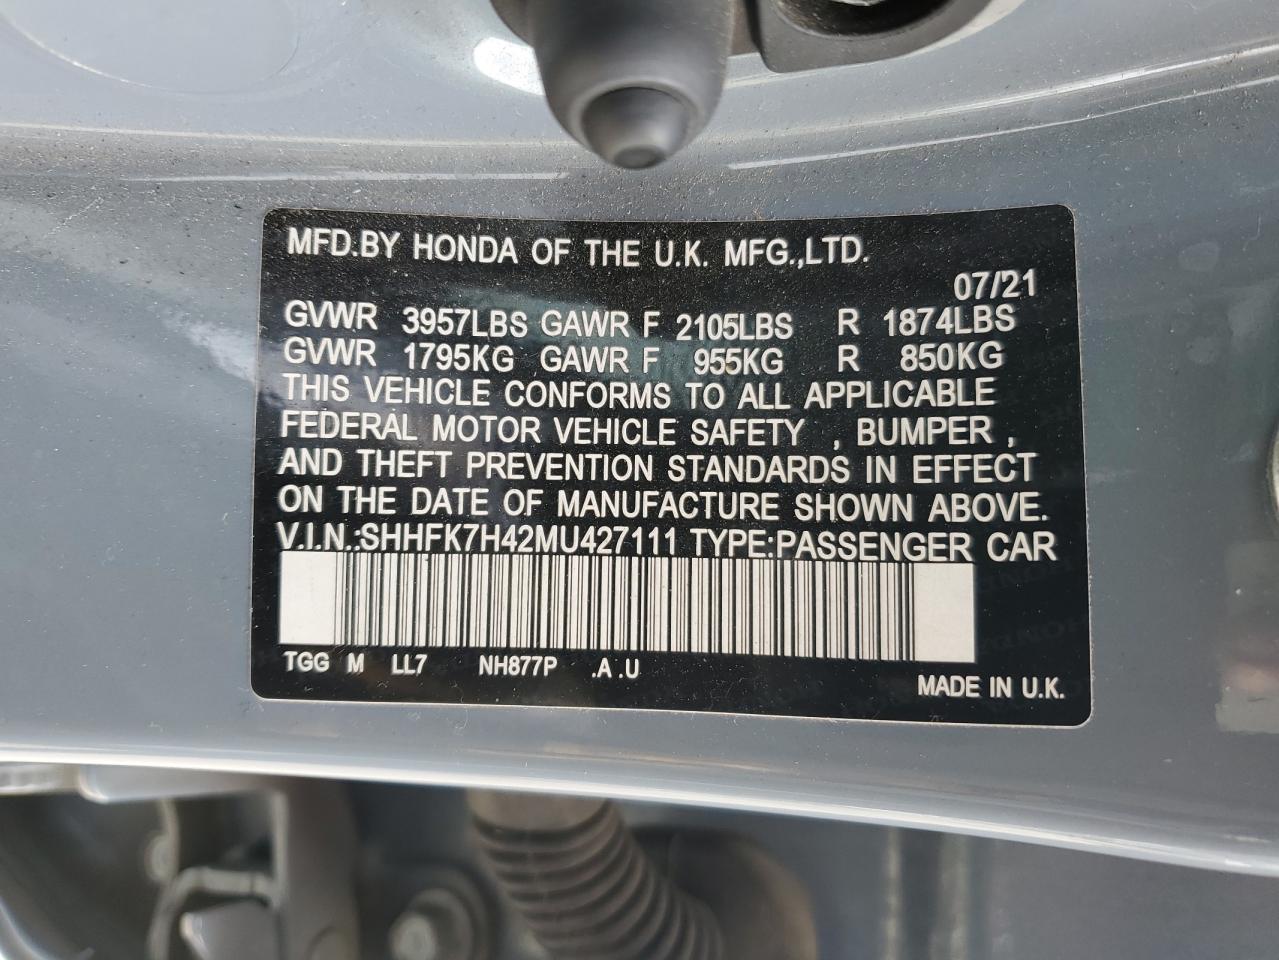 MFD.BY HONDA OF THE U.K. MFG.,LTD.
07/21
GVWR 3957LBS GAWR F 2105LBS R 1874LBS
GVWR 1795KG GAWR F 955KG R 850KG
THIS VEHICLE CONFORMS TO ALL APPLICABLE
FEDERAL MOTOR VEHICLE SAFETY , BUMPER ,
AND THEFT PREVENTION STANDARDS IN EFFECT
ON THE DATE OF MANUFACTURE SHOWN ABOVE.
V.I.N.:SHHFK7H42MU427111 TYPE:PASSENGER CAR
TGG M LL7 NH877P .A .U
MADE IN U.K.